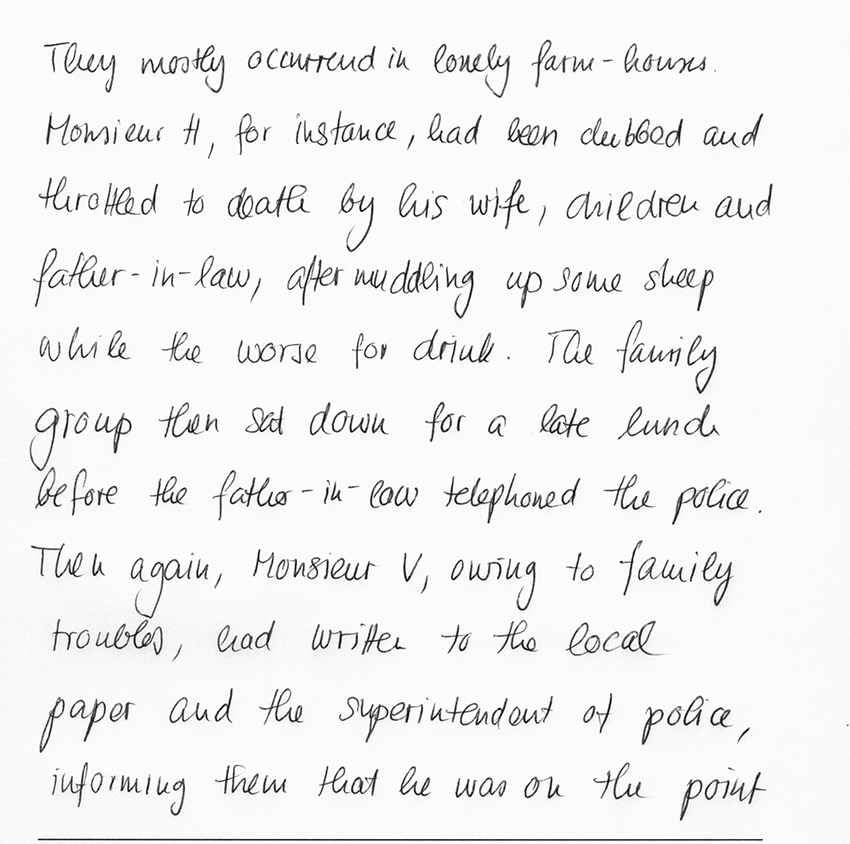 They mostly occurrend in lonely farm-houses.
Monsieur H, for instance, had been clubbed and
throttled to death by his wife, children and
father-in-law, after muddling up some sheep
while the worse for drink. The family
group then sat down for a late lunch
before the father-in-law telephoned the police.
Then again, Monsieur V, owing to family
troubles, had written to the local
paper and the superintendent of police,
informing them that he was on the point